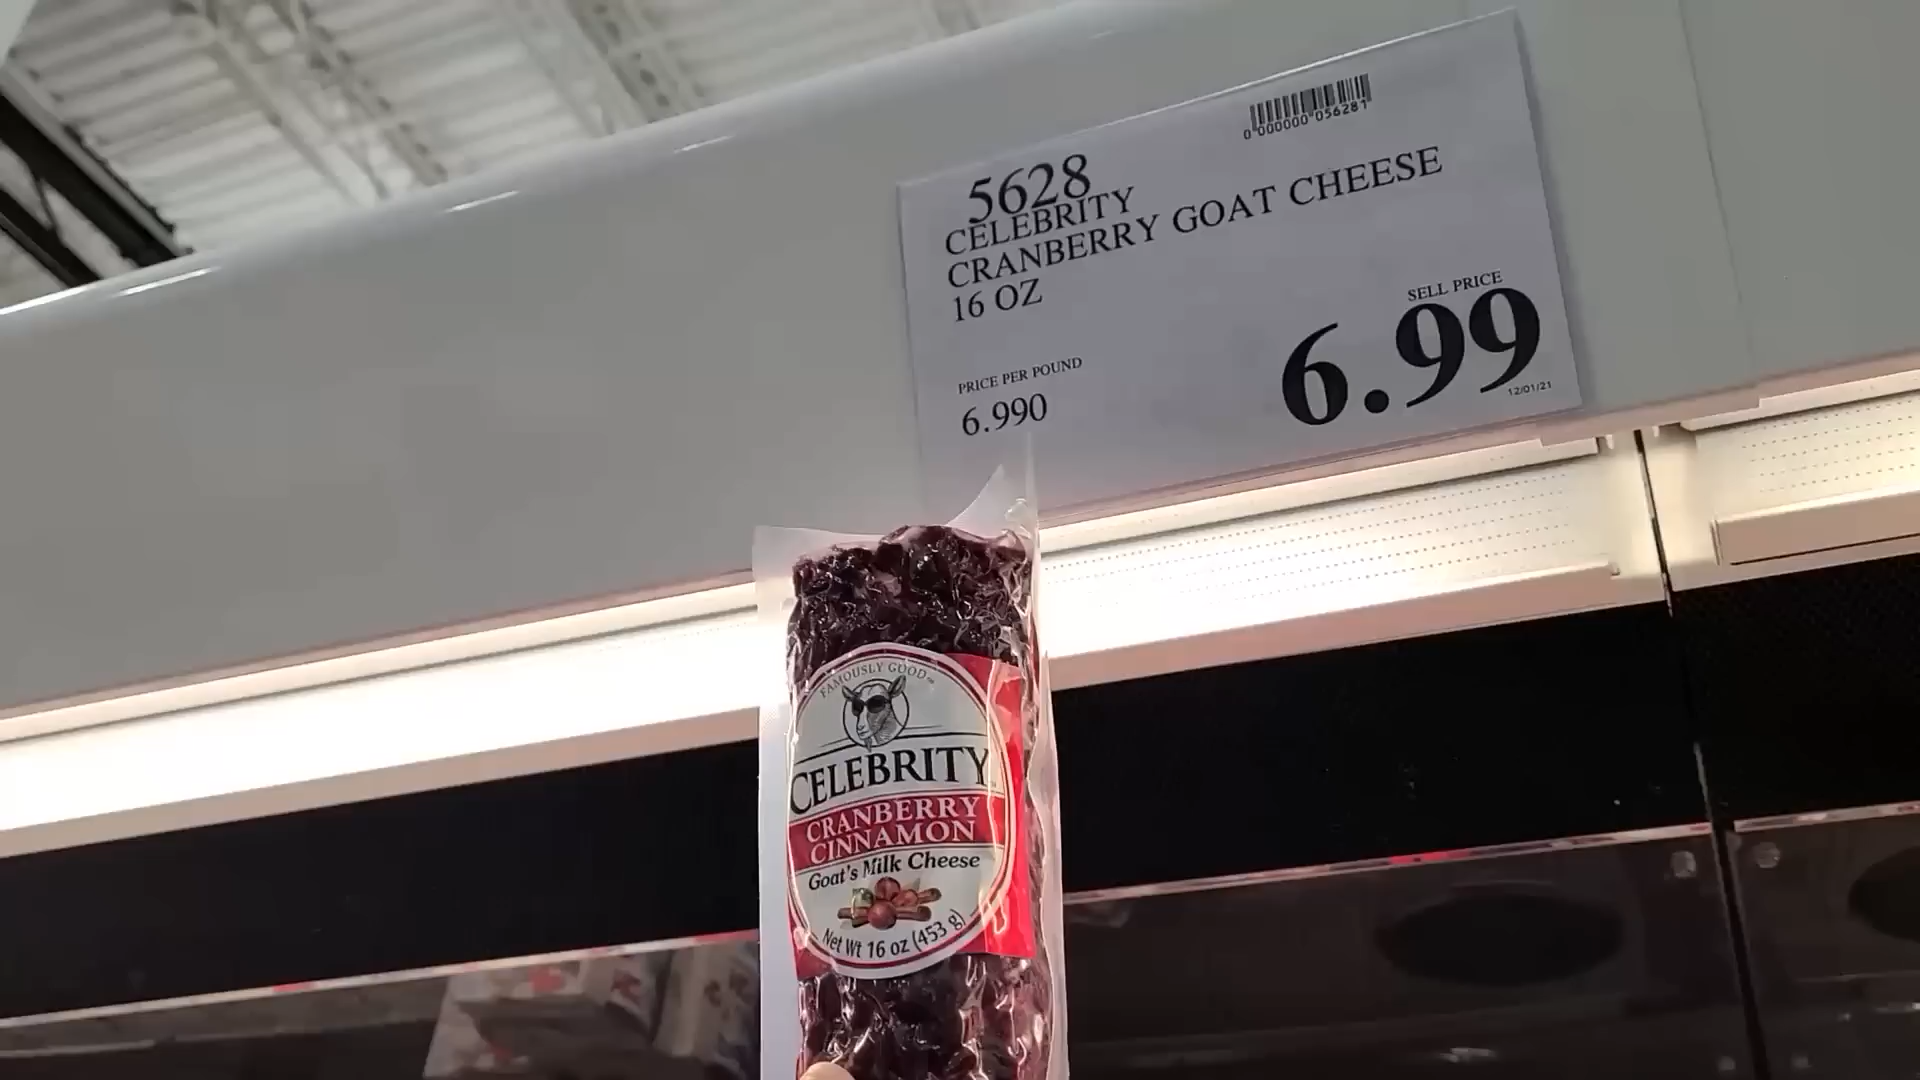 0 000000 056281
5628
CELEBRITY
CRANBERRY GOAT CHEESE
16 OZ
SELL PRICE
6.99
PRICE PER POUND
6.990
12/01/21
FAMOUSLY GOOD™
CELEBRITY
CRANBERRY
CINNAMON
Goat's Milk Cheese
Net Wt 16 oz (453 g)